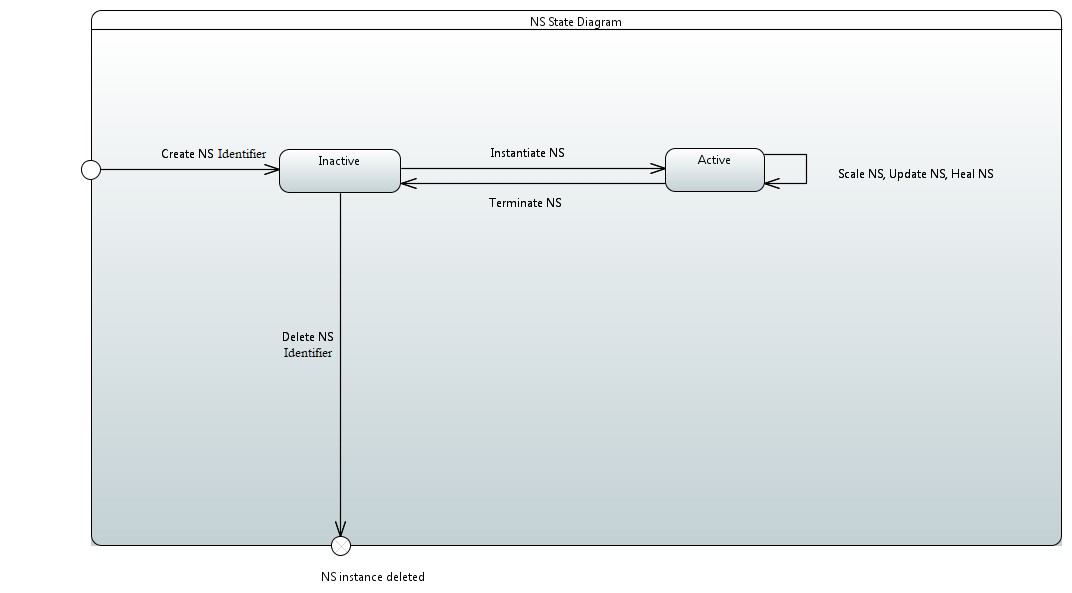 NS State Diagram
Create NS Identifier
Inactive
Instantiate NS
Active
Scale NS, Update NS, Heal NS
Terminate NS
Delete NS
Identifier
NS instance deleted